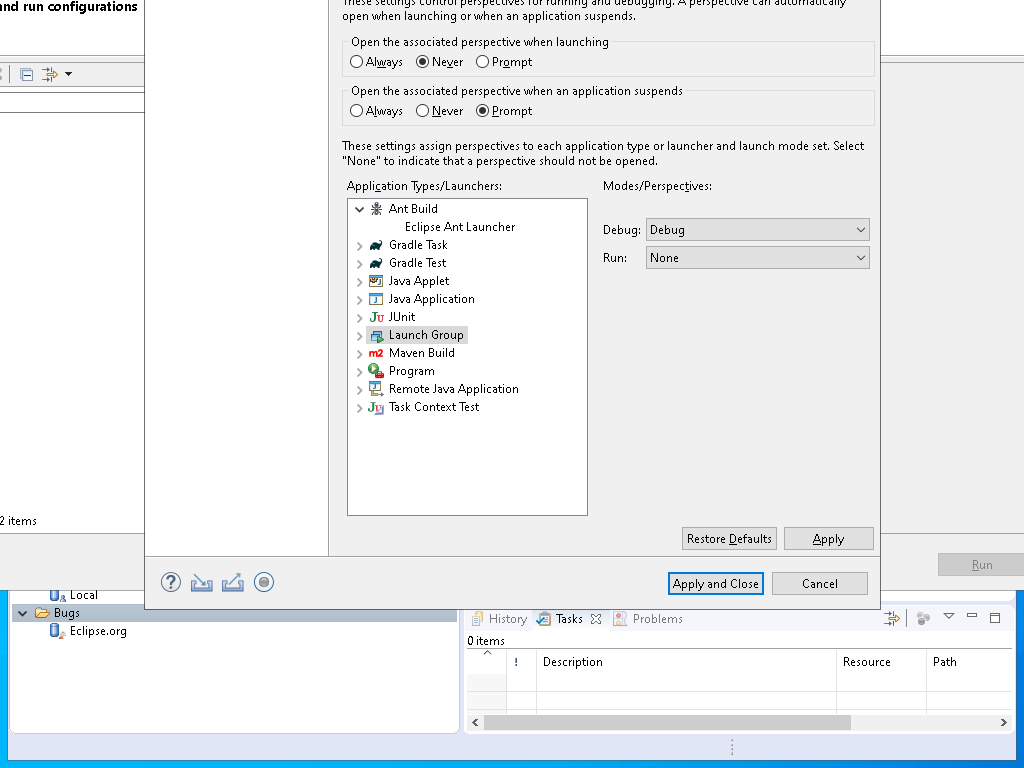 and run configurations
These settings control perspectives for running and debugging. A perspective can automatically
open when launching or when an application suspends.
Open the associated perspective when launching
Always Never Prompt
Open the associated perspective when an application suspends
Always Never Prompt
These settings assign perspectives to each application type or launcher and launch mode set. Select
"None" to indicate that a perspective should not be opened.
Application Types/Launchers:
Modes/Perspectives:
Ant Build
Eclipse Ant Launcher
Gradle Task
Gradle Test
Java Applet
Java Application
JUnit
Launch Group
Maven Build
Program
Remote Java Application
Task Context Test
Debug: Debug
Run: None
2 items
Restore Defaults
Apply
Run
Apply and Close
Cancel
Local
Bugs
Eclipse.org
History
Tasks
Problems
0 items
! Description Resource Path